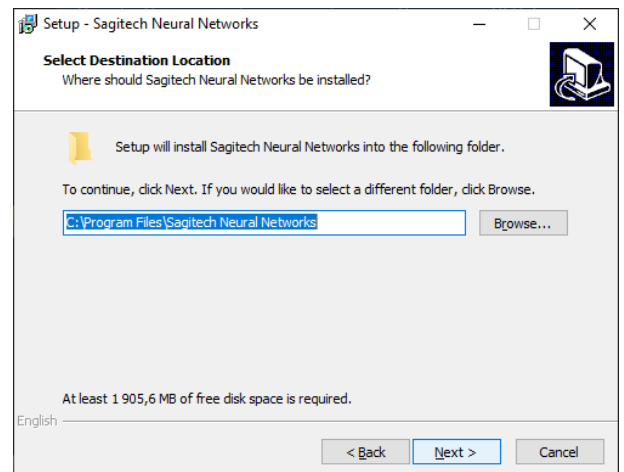 Setup - Sagitech Neural Networks
Select Destination Location
Where should Sagitech Neural Networks be installed?
Setup will install Sagitech Neural Networks into the following folder.
To continue, click Next. If you would like to select a different folder, click Browse.
C:\Program Files\Sagitech Neural Networks
Browse...
At least 1 905,6 MB of free disk space is required.
English
< Back
Next >
Cancel